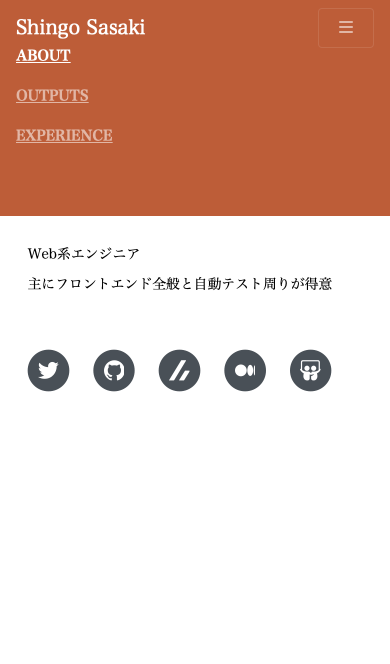 Shingo Sasaki
ABOUT
OUTPUTS
EXPERIENCE
Web系エンジニア
主にフロントエンド全般と自動テスト周りが得意